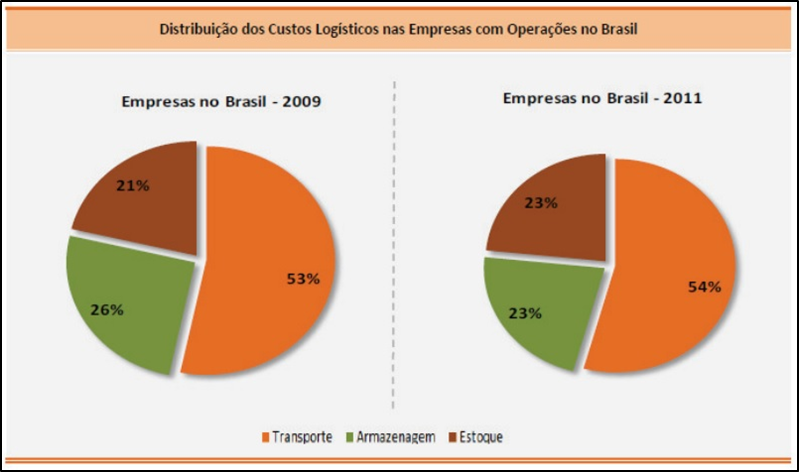 Distribuição dos Custos Logísticos nas Empresas com Operações no Brasil
Empresas no Brasil - 2009
21%
53%
26%
Empresas no Brasil - 2011
23%
54%
23%
Transporte Armazenagem Estoque